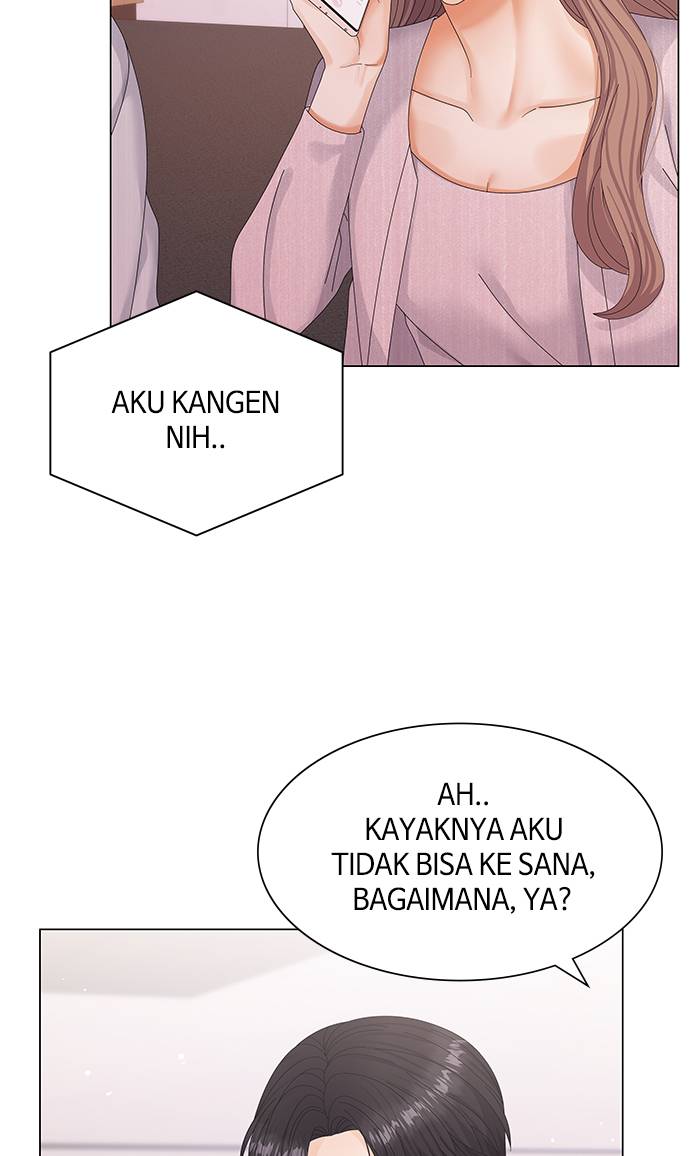 AKU KANGEN
NIH..
AH..
KAYAKNYA AKU
TIDAK BISA KE SANA,
BAGAIMANA, YA?